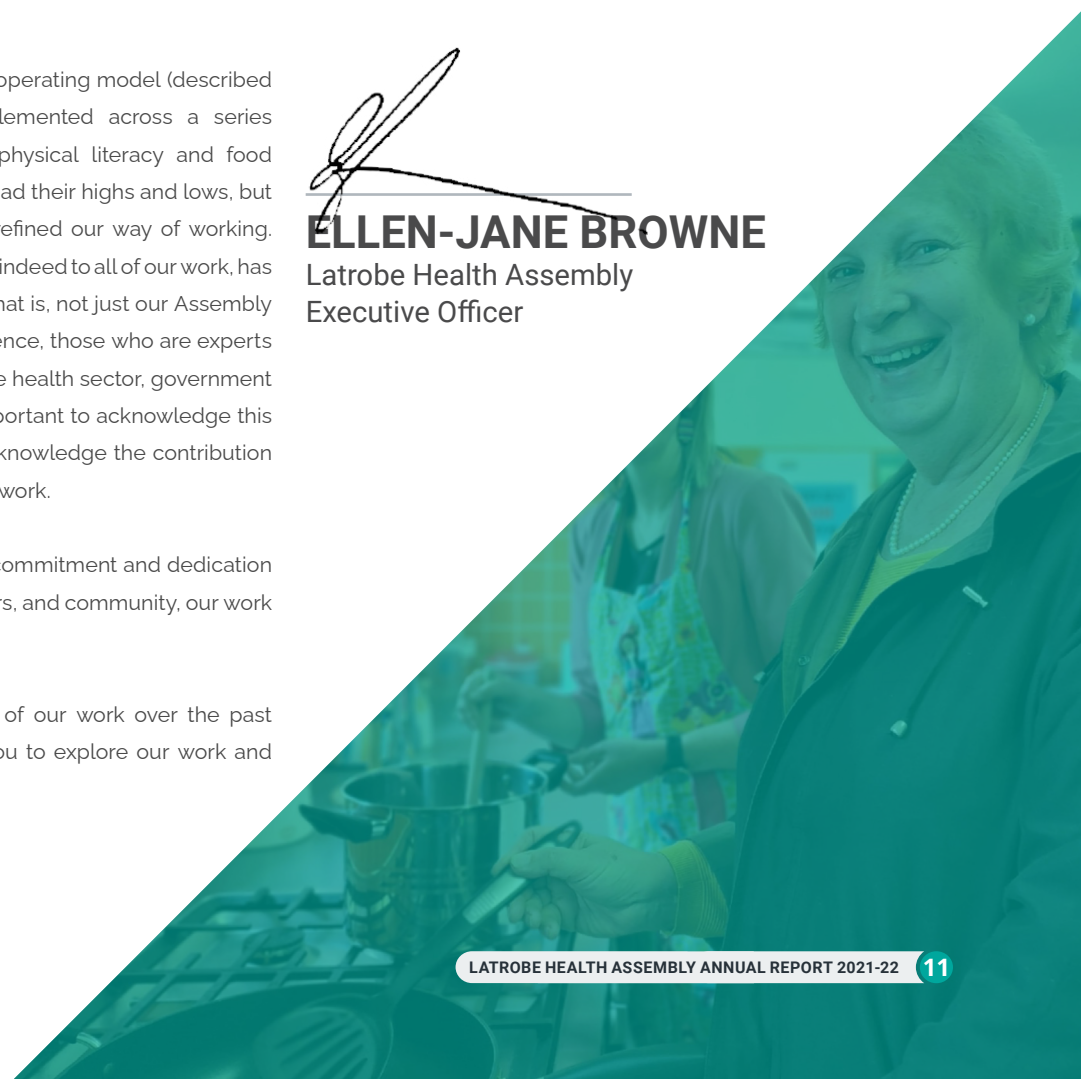 operating model (described
lemented across a series
physical literacy and food
ad their highs and lows, but
refined our way of working.
indeed to all of our work, has
hat is, not just our Assembly
ence, those who are experts
e health sector, government
portant to acknowledge this
knowledge the contribution
work.
commitment and dedication
rs, and community, our work
of our work over the past
ou to explore our work and
ELLEN-JANE BROWNE
Latrobe Health Assembly
Executive Officer
LATROBE HEALTH ASSEMBLY ANNUAL REPORT 2021-22 11